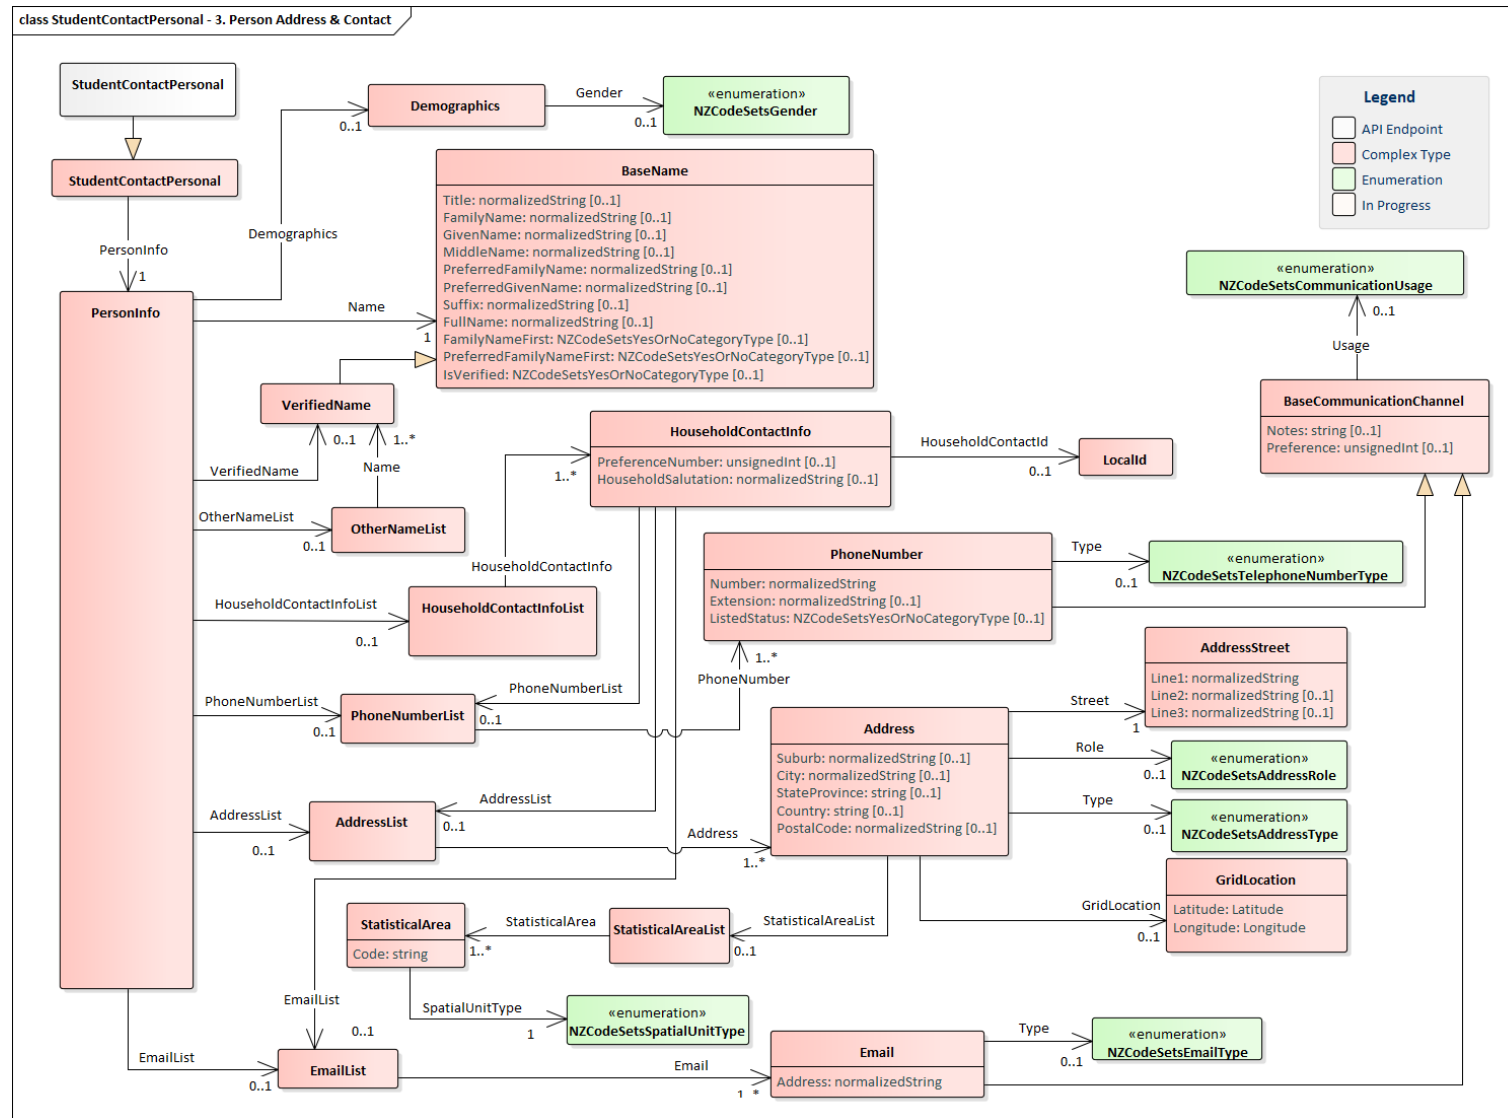 class StudentContactPersonal - 3. Person Address & Contact
StudentContactPersonal
StudentContactPersonal
PersonInfo
1
PersonInfo
Demographics
0..1
Demographics
Gender
0..1
«enumeration»
NZCodeSetsGender
Legend
API Endpoint
Complex Type
Enumeration
In Progress
BaseName
Title: normalizedString [0..1]
FamilyName: normalizedString [0..1]
GivenName: normalizedString [0..1]
MiddleName: normalizedString [0..1]
PreferredFamilyName: normalizedString [0..1]
PreferredGivenName: normalizedString [0..1]
Suffix: normalizedString [0..1]
FullName: normalizedString [0..1]
FamilyNameFirst: NZCodeSetsYesOrNoCategoryType [0..1]
PreferredFamilyNameFirst: NZCodeSetsYesOrNoCategoryType [0..1]
IsVerified: NZCodeSetsYesOrNoCategoryType [0..1]
Name
1
«enumeration»
NZCodeSetsCommunicationUsage
0..1
Usage
BaseCommunicationChannel
Notes: string [0..1]
Preference: unsignedInt [0..1]
VerifiedName
0..1
1..*
VerifiedName
Name
OtherNameList
0..1
OtherNameList
HouseholdContactInfo
PreferenceNumber: unsignedInt [0..1]
HouseholdSalutation: normalizedString [0..1]
1..*
HouseholdContactInfo
HouseholdContactId
0..1
LocalId
HouseholdContactInfoList
0..1
HouseholdContactInfoList
PhoneNumber
Number: normalizedString
Extension: normalizedString [0..1]
ListedStatus: NZCodeSetsYesOrNoCategoryType [0..1]
Type
0..1
«enumeration»
NZCodeSetsTelephoneNumberType
1..*
PhoneNumber
PhoneNumberList
0..1
PhoneNumberList
PhoneNumberList
0..1
AddressStreet
Line1: normalizedString
Line2: normalizedString [0..1]
Line3: normalizedString [0..1]
Street
1
Address
Suburb: normalizedString [0..1]
City: normalizedString [0..1]
StateProvince: string [0..1]
Country: string [0..1]
PostalCode: normalizedString [0..1]
Role
0..1
«enumeration»
NZCodeSetsAddressRole
Type
0..1
«enumeration»
NZCodeSetsAddressType
AddressList
0..1
AddressList
AddressList
0..1
Address
1..*
GridLocation
Latitude: Latitude
Longitude: Longitude
GridLocation
0..1
StatisticalAreaList
0..1
StatisticalAreaList
StatisticalArea
1..*
StatisticalArea
Code: string
SpatialUnitType
1
«enumeration»
NZCodeSetsSpatialUnitType
EmailList
0..1
EmailList
0..1
EmailList
Email
1..*
Email
Address: normalizedString
Type
0..1
«enumeration»
NZCodeSetsEmailType